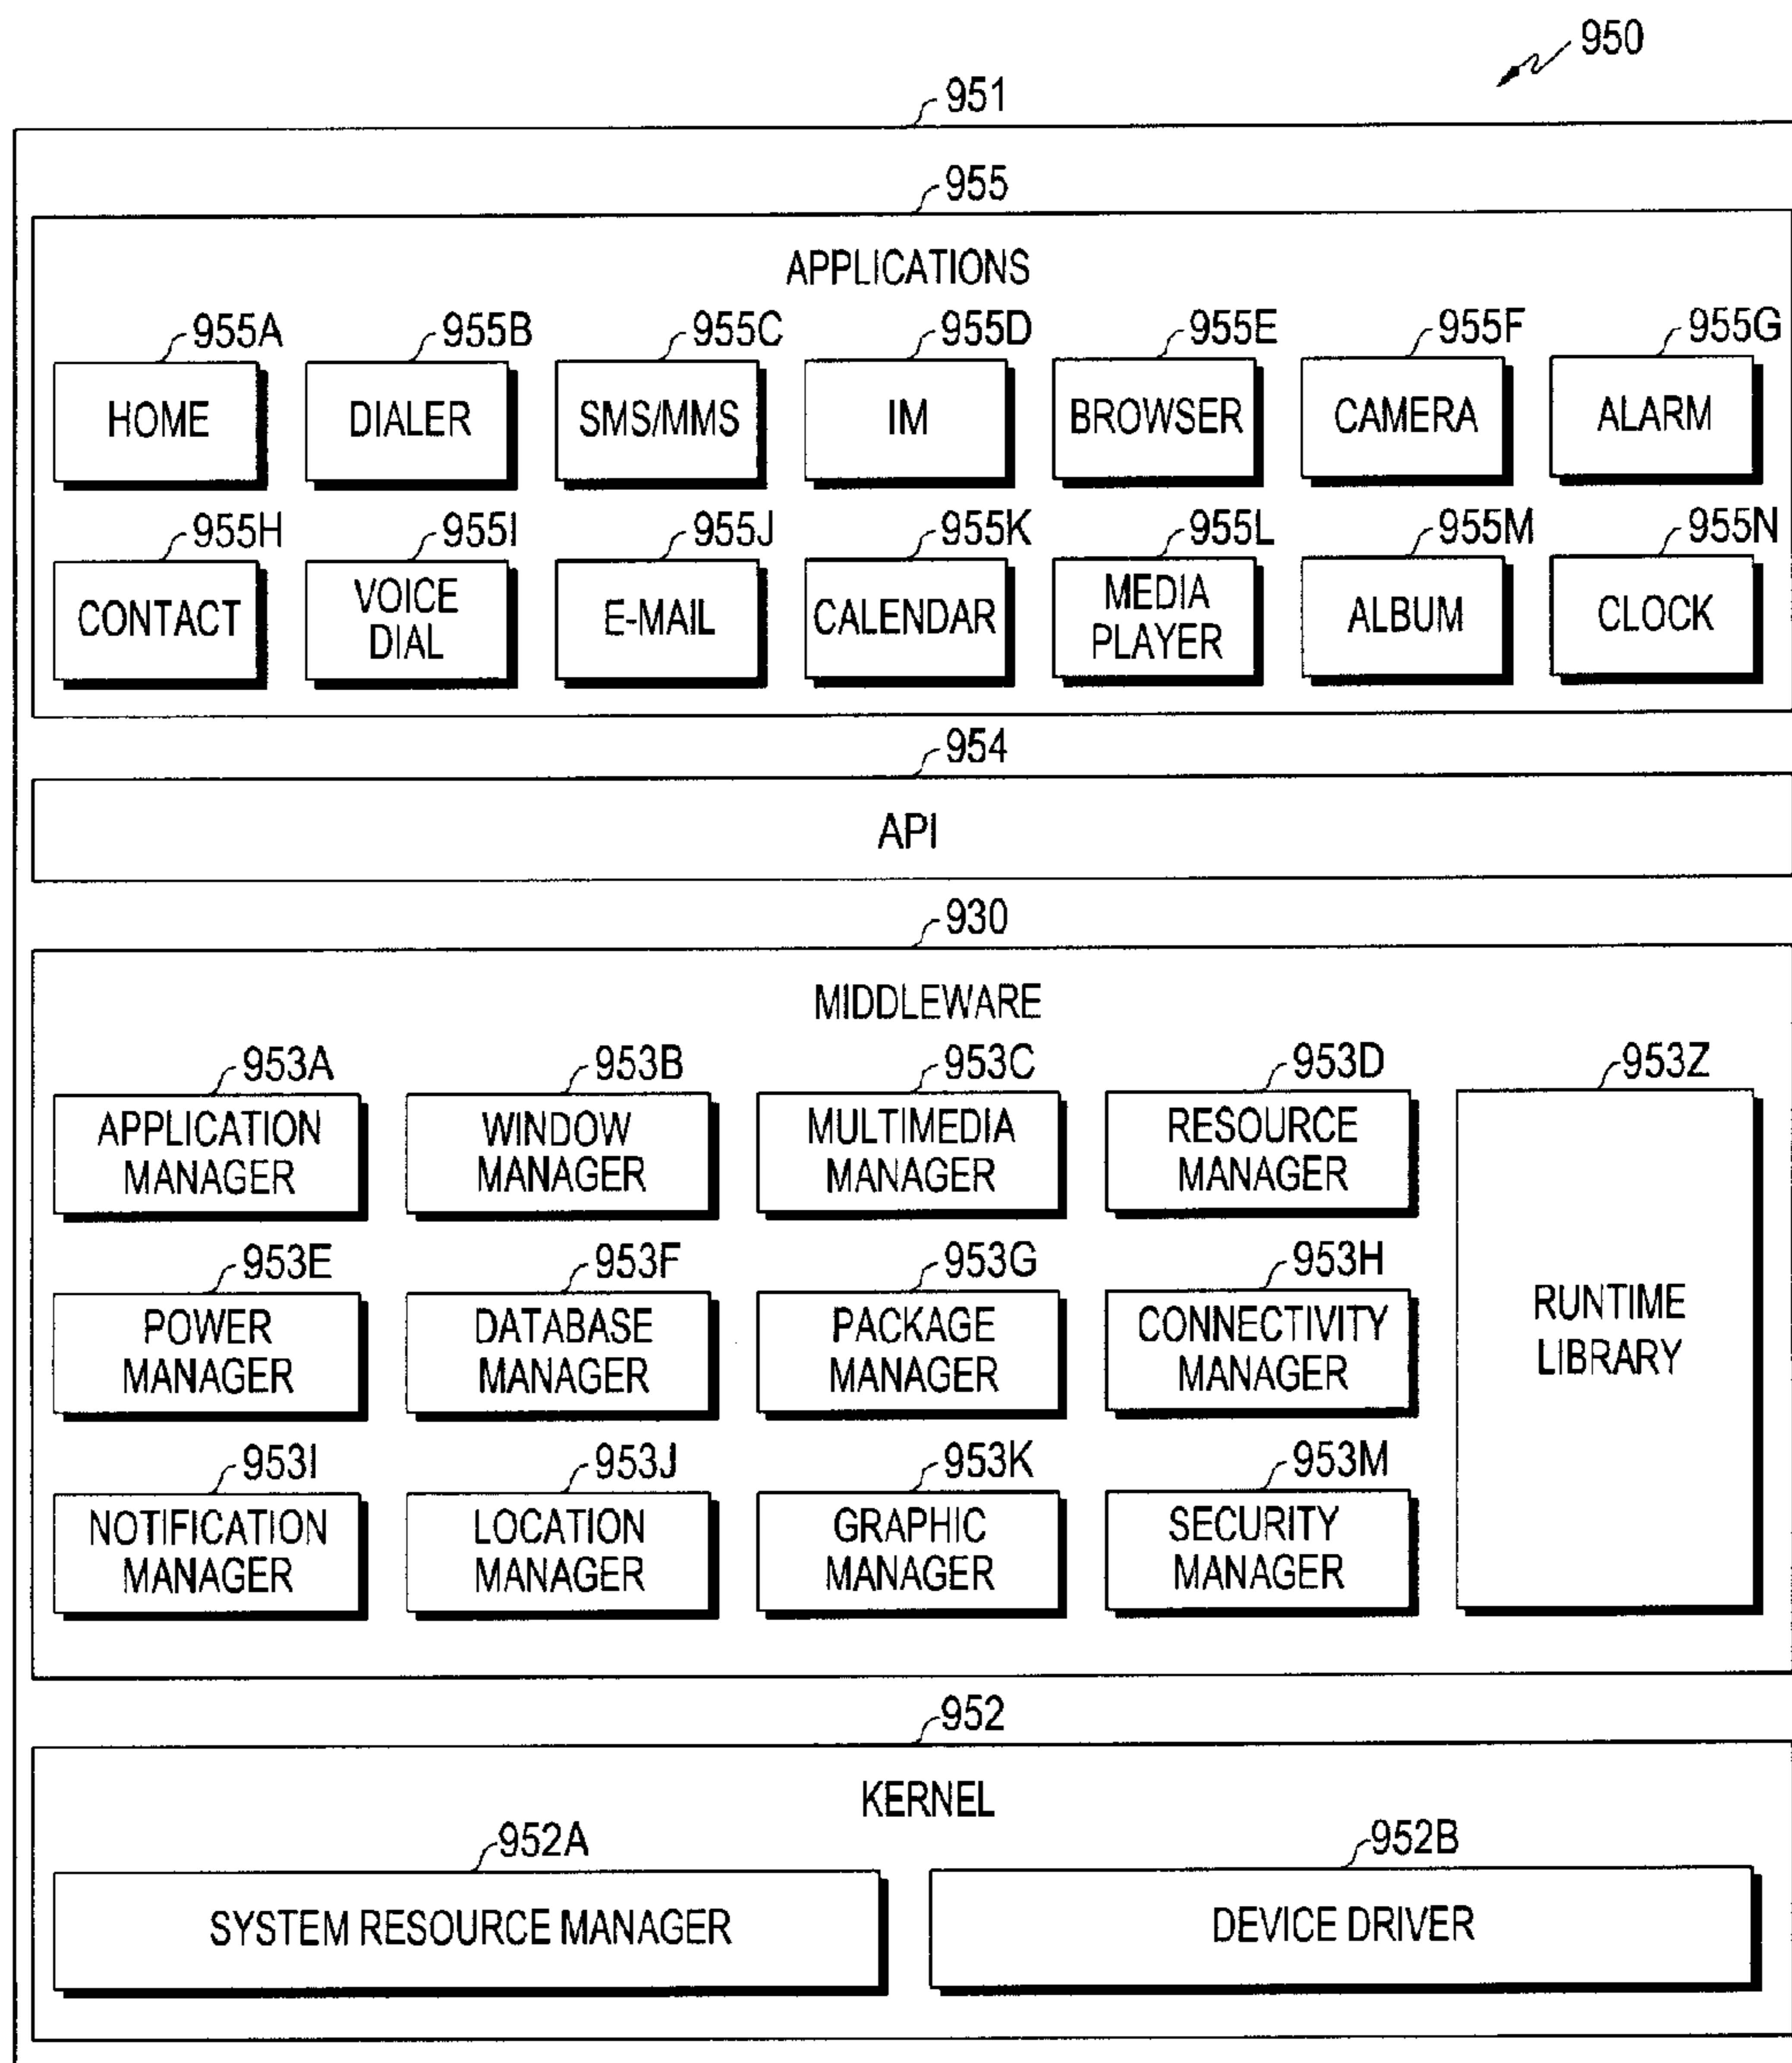 950
951
955
APPLICATIONS
955A 955B 955C 955D 955E 955F 955G
HOME DIALER SMS/MMS IM BROWSER CAMERA ALARM
955H 955I 955J 955K 955L 955M 955N
CONTACT VOICE DIAL E-MAIL CALENDAR MEDIA PLAYER ALBUM CLOCK
954
API
930
MIDDLEWARE
953A 953B 953C 953D 953Z
APPLICATION MANAGER WINDOW MANAGER MULTIMEDIA MANAGER RESOURCE MANAGER
953E 953F 953G 953H
POWER MANAGER DATABASE MANAGER PACKAGE MANAGER CONNECTIVITY MANAGER RUNTIME LIBRARY
953I 953J 953K 953M
NOTIFICATION MANAGER LOCATION MANAGER GRAPHIC MANAGER SECURITY MANAGER
952
KERNEL
952A 952B
SYSTEM RESOURCE MANAGER DEVICE DRIVER